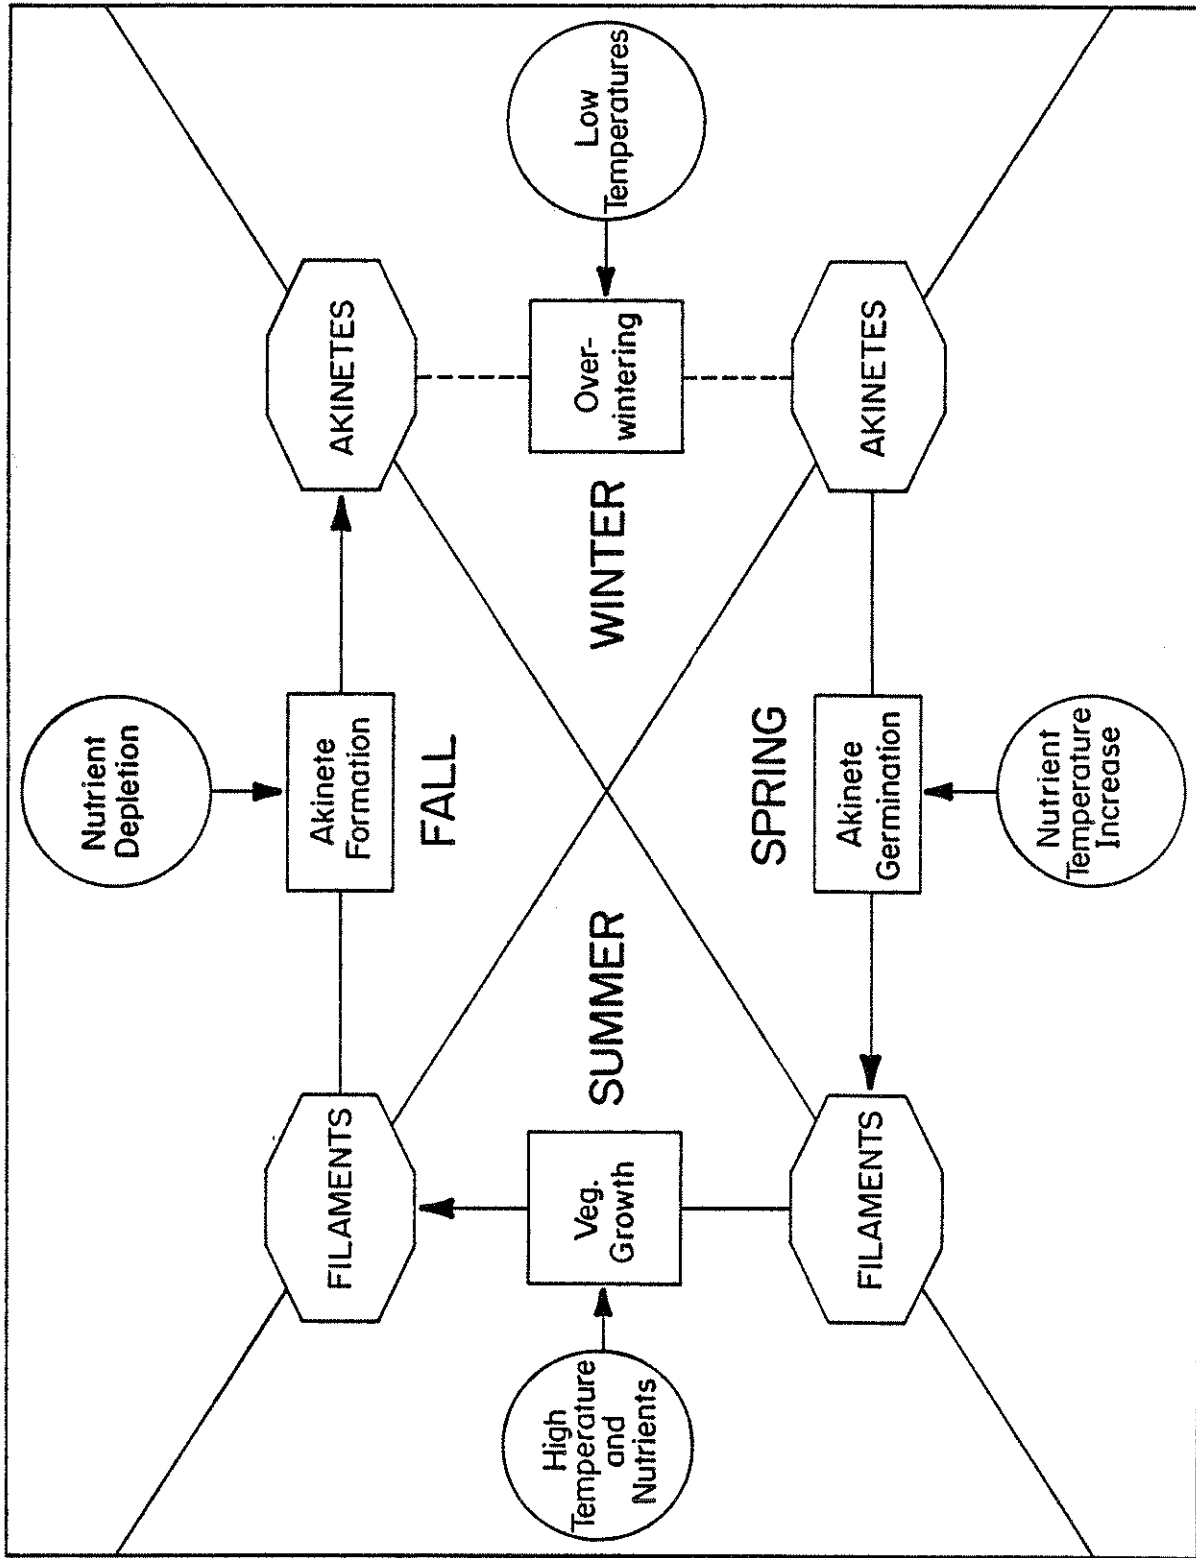 Nutrient
Depletion
FILAMENTS
Akinete
Formation
AKINETES
FALL
High
Temperature
and
Nutrients
Veg.
Growth
SUMMER
WINTER
Over-
wintering
Low
Temperatures
SPRING
FILAMENTS
Akinete
Germination
AKINETES
Nutrient
Temperature
Increase